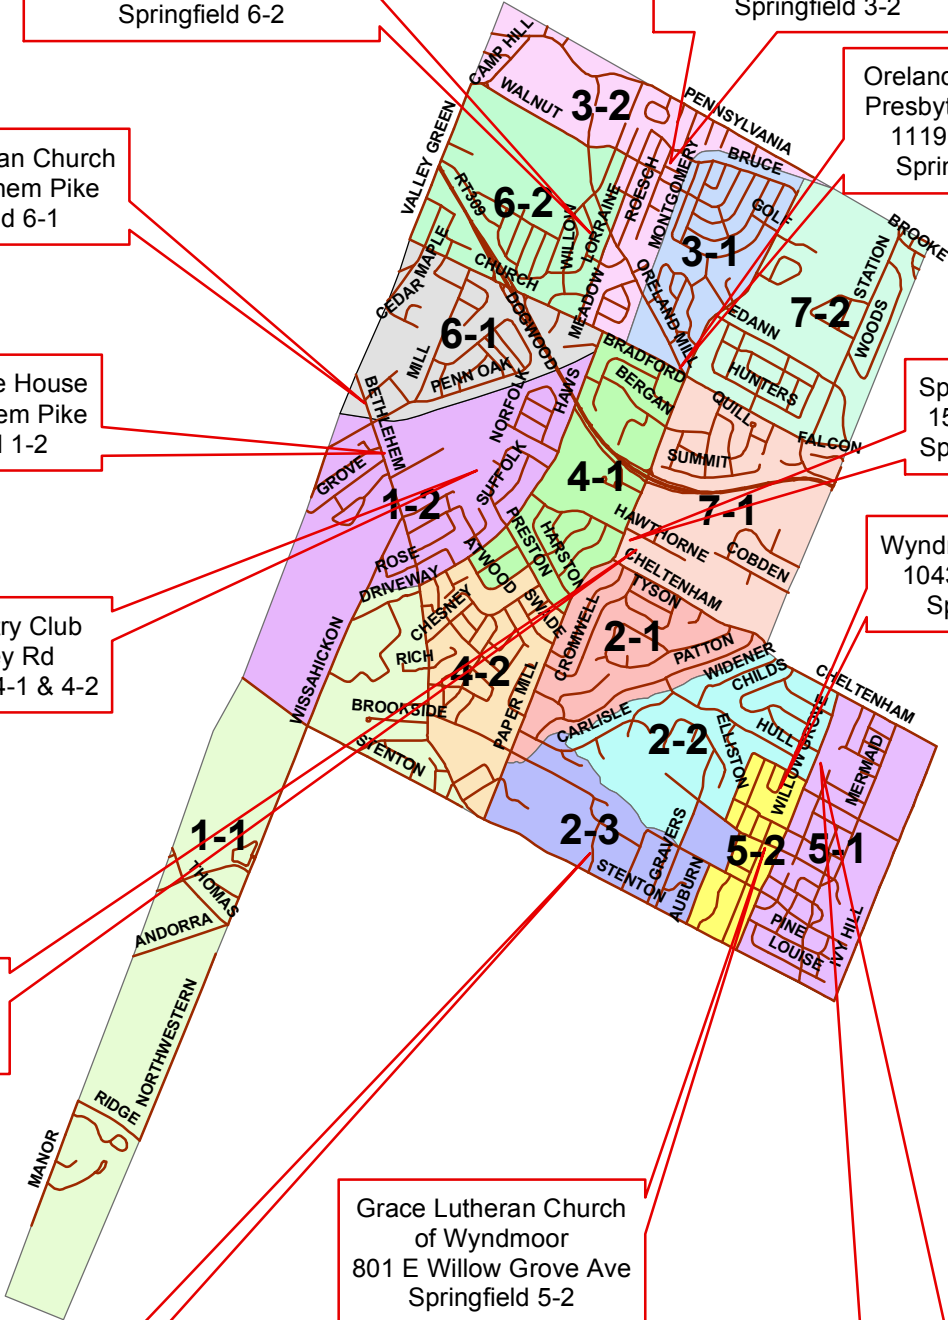 Springfield 6-2
Springfield 3-2
Oreland
Presbyt
1119
Sprin
an Church
hem Pike
d 6-1
e House
em Pike
1-2
try Club
ey Rd
4-1 & 4-2
Sp
15
Sp
Wyndm
1043
Sp
Grace Lutheran Church
of Wyndmoor
801 E Willow Grove Ave
Springfield 5-2
CAMP HILL
WALNUT
3-2
PENNSYLVANIA
VALLEY GREEN
RT309
6-2
WILLOW
LORRAINE
ROESCH
MONTGOMERY
BRUCE
GOLF
3-1
BROOKE
STATION
WOODS
7-2
CEDAR
MAPLE
CHURCH
DOGWOOD
MEADOW
ORELAND MILL
EDANN
HUNTERS
6-1
MILL
PENN OAK
BRADFORD
BERGAN
QUILL
FALCON
BETHLEHEM
NORFOLK
HAWS
SUMMIT
GROVE
SUFFOLK
4-1
7-1
1-2
PRESTON
HARSTON
HAWTHORNE
COBDEN
ROSE
DRIVEWAY
ATWOOD
SWADE
CHELTENHAM
TYSON
CHESNEY
CROMWELL
2-1
PATTON
WIDENER
CHILDS
CHELTENHAM
RICH
4-2
WISSAHICKON
BROOKSIDE
PAPER MILL
CARLISLE
2-2
ELLISTON
HULL
WILLOW GROVE
MERMAID
STENTON
1-1
2-3
GRAVERS
5-2
5-1
STENTON
AUBURN
THOMAS
ANDORRA
PINE
LOUISE
IVY HILL
NORTHWESTERN
RIDGE
MANOR